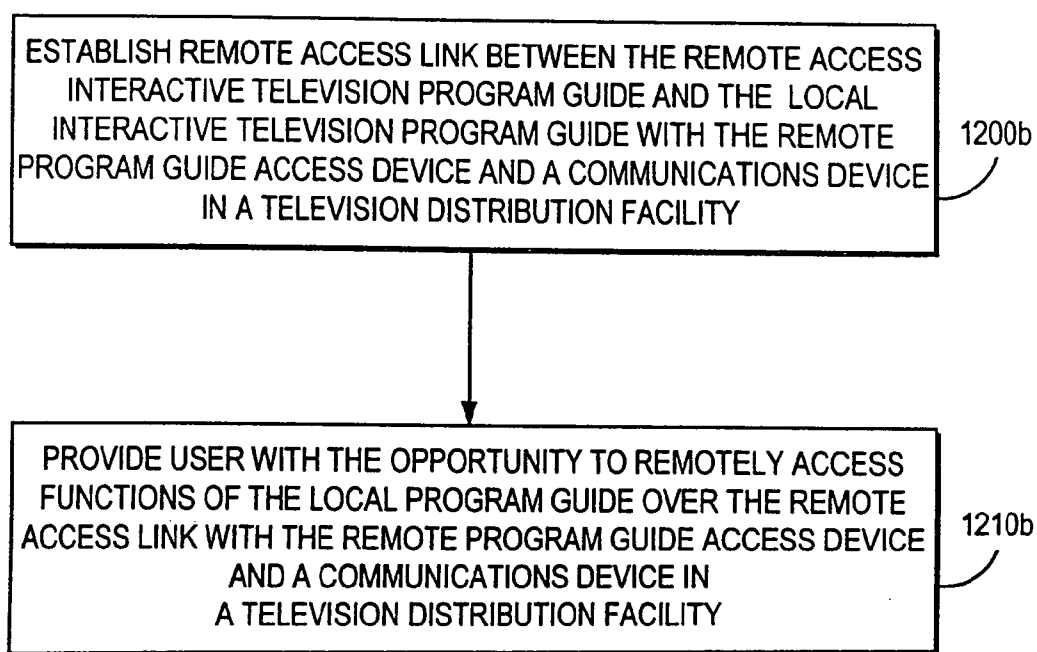 ESTABLISH REMOTE ACCESS LINK BETWEEN THE REMOTE ACCESS
INTERACTIVE TELEVISION PROGRAM GUIDE AND THE LOCAL
INTERACTIVE TELEVISION PROGRAM GUIDE WITH THE REMOTE
PROGRAM GUIDE ACCESS DEVICE AND A COMMUNICATIONS DEVICE
IN A TELEVISION DISTRIBUTION FACILITY
1200b
PROVIDE USER WITH THE OPPORTUNITY TO REMOTELY ACCESS
FUNCTIONS OF THE LOCAL PROGRAM GUIDE OVER THE REMOTE
ACCESS LINK WITH THE REMOTE PROGRAM GUIDE ACCESS DEVICE
AND A COMMUNICATIONS DEVICE IN
A TELEVISION DISTRIBUTION FACILITY
1210b